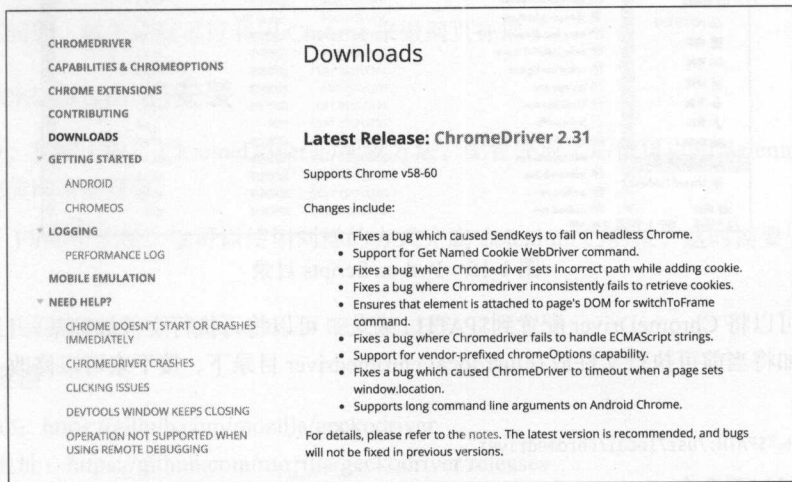 CHROMEDRIVER
CAPABILITIES & CHROMEOPTIONS
CHROME EXTENSIONS
CONTRIBUTING
DOWNLOADS
GETTING STARTED
ANDROID
CHROMEOS
LOGGING
PERFORMANCE LOG
MOBILE EMULATION
NEED HELP?
CHROME DOESN'T START OR CRASHES
IMMEDIATELY
CHROMEDRIVER CRASHES
CLICKING ISSUES
DEVTOOLS WINDOW KEEPS CLOSING
OPERATION NOT SUPPORTED WHEN
USING REMOTE DEBUGGING
Downloads
Latest Release: ChromeDriver 2.31
Supports Chrome v58-60
Changes include:
• Fixes a bug which caused SendKeys to fail on headless Chrome.
• Support for Get Named Cookie WebDriver command.
• Fixes a bug where Chromedriver sets incorrect path while adding cookie.
• Fixes a bug where Chromedriver inconsistently fails to retrieve cookies.
• Ensures that element is attached to page's DOM for switchToFrame
command.
• Fixes a bug where Chromedriver fails to handle ECMAScript strings.
• Support for vendor-prefixed chromeOptions capability.
• Fixes a bug which caused ChromeDriver to timeout when a page sets
window.location.
• Supports long command line arguments on Android Chrome.
For details, please refer to the notes. The latest version is recommended, and bugs
will not be fixed in previous versions.